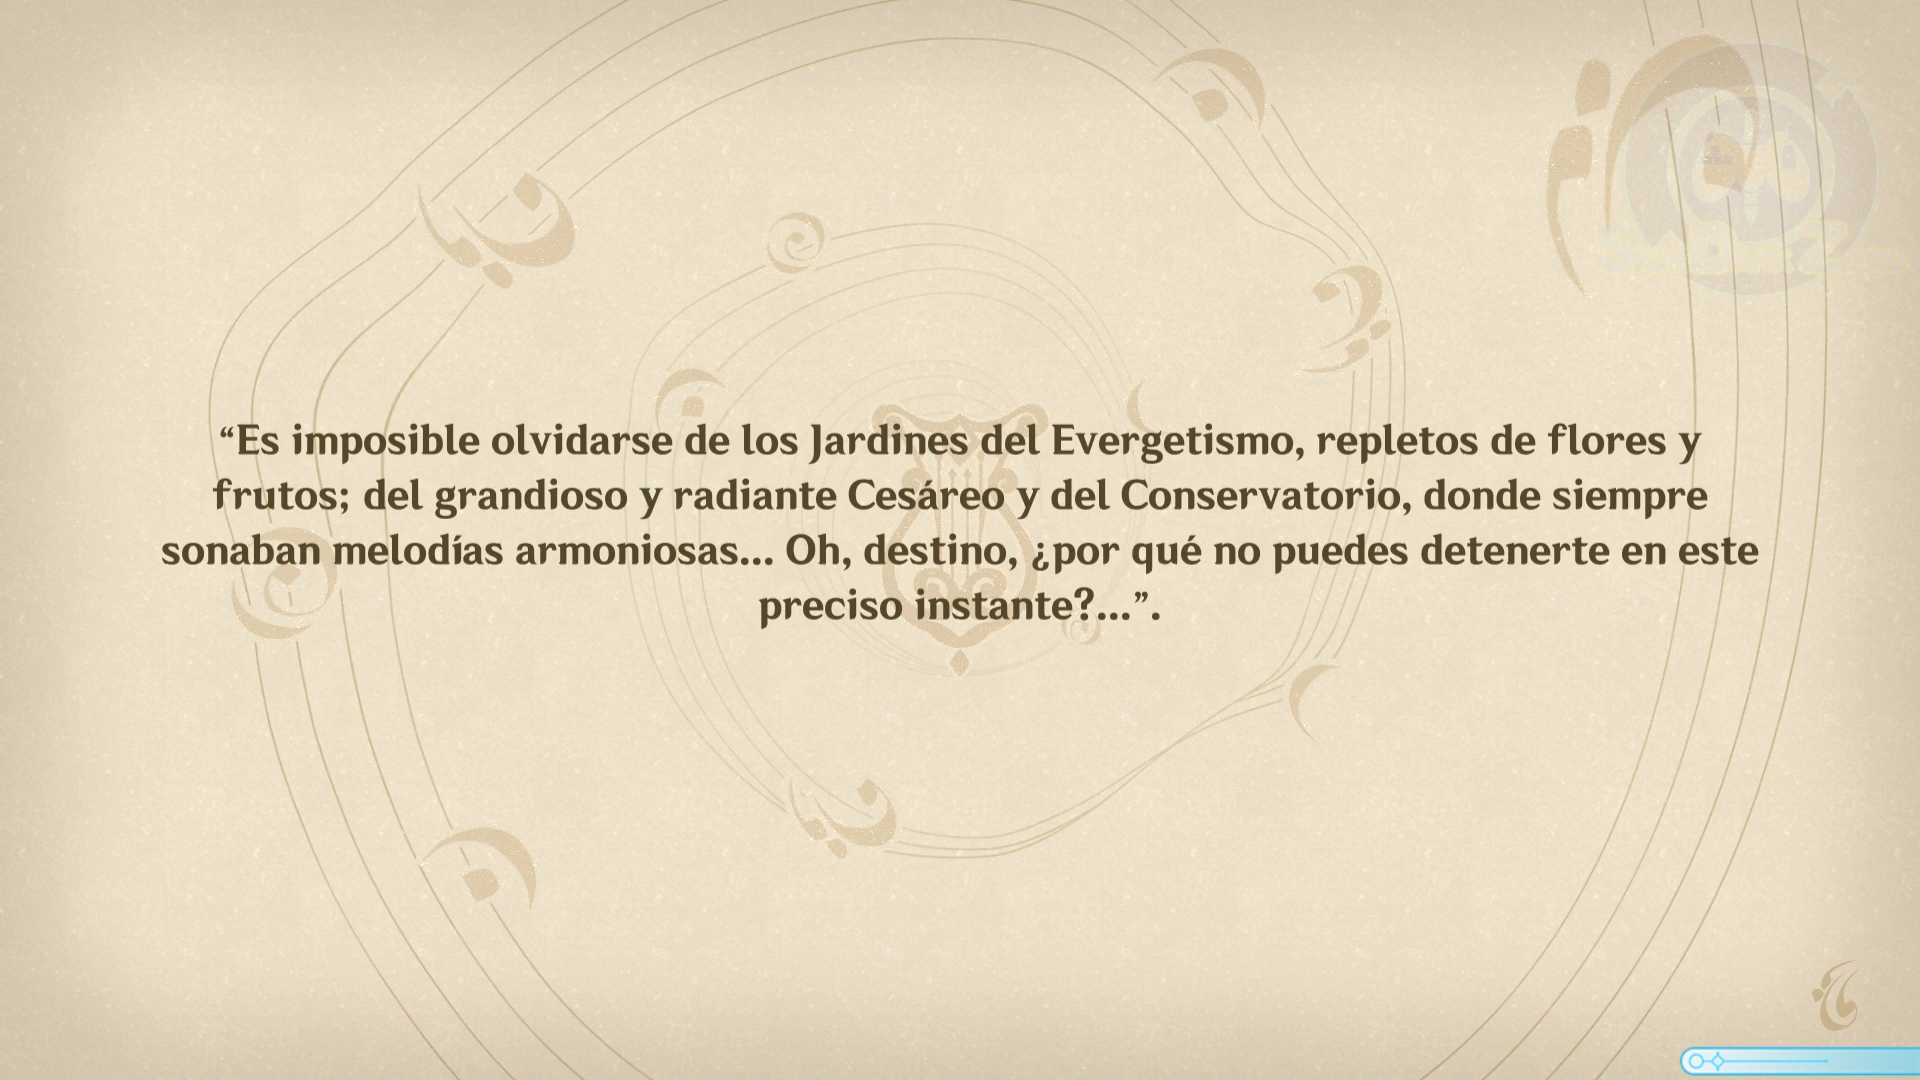 “Es imposible olvidarse de los Jardines del Evergetismo, repletos de flores y
frutos; del grandioso y radiante Cesáreo y del Conservatorio, donde siempre
sonaban melodías armoniosas... Oh, destino, ¿por qué no puedes detenerte en este
preciso instante?...”.